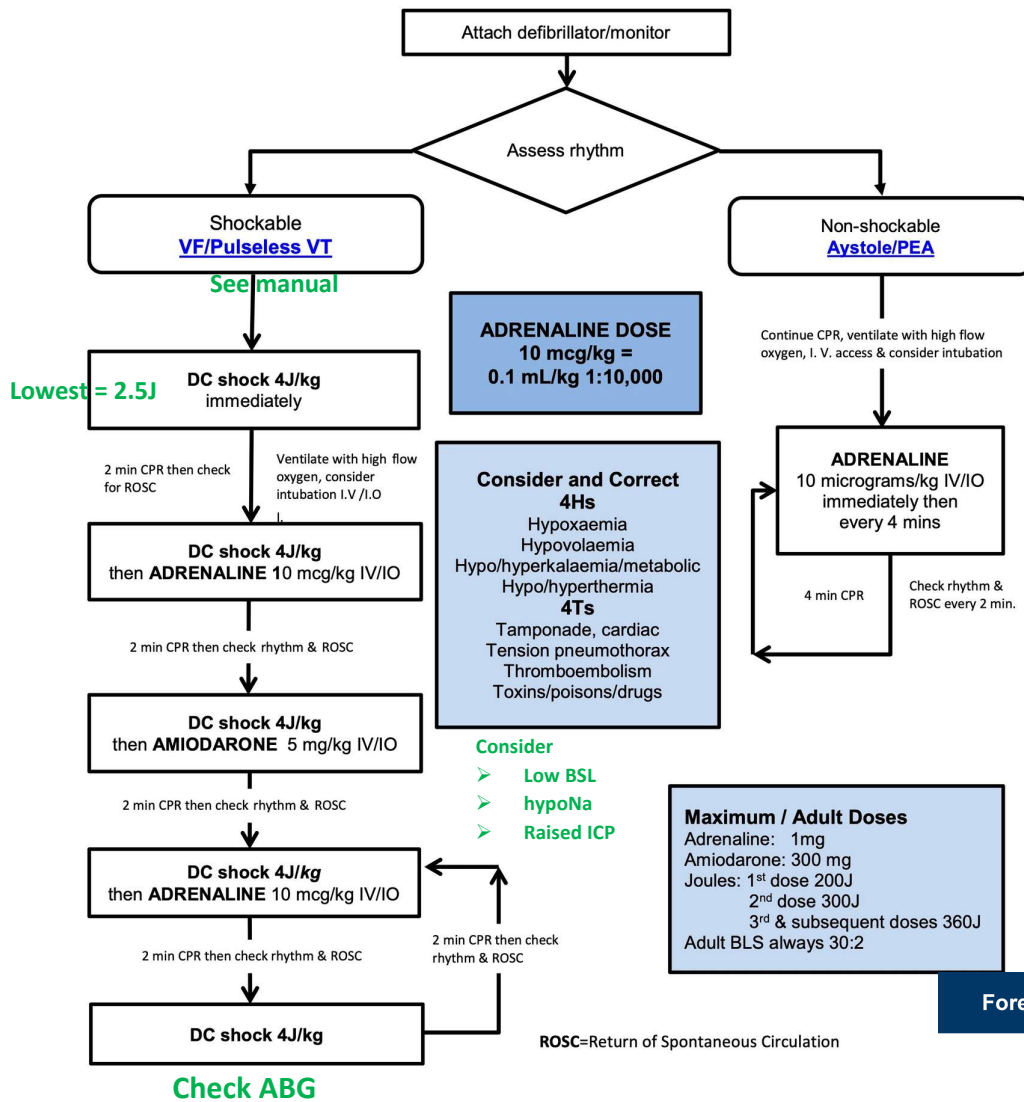 Attach defibrillator/monitor
Assess rhythm
Shockable
VF/Pulseless VT
See manual
Non-shockable
Aystole/PEA
Lowest = 2.5J
DC shock 4J/kg
immediately
ADRENALINE DOSE
10 mcg/kg =
0.1 mL/kg 1:10,000
Continue CPR, ventilate with high flow
oxygen, I. V. access & consider intubation
2 min CPR then check
for ROSC
Ventilate with high flow
oxygen, consider
intubation I.V /I.O
DC shock 4J/kg
then ADRENALINE 10 mcg/kg IV/IO
2 min CPR then check rhythm & ROSC
DC shock 4J/kg
then AMIODARONE 5 mg/kg IV/IO
2 min CPR then check rhythm & ROSC
DC shock 4J/kg
then ADRENALINE 10 mcg/kg IV/IO
2 min CPR then check rhythm & ROSC
2 min CPR then check
rhythm & ROSC
DC shock 4J/kg
Check ABG
Consider and Correct
4Hs
Hypoxaemia
Hypovolaemia
Hypo/hyperkalaemia/metabolic
Hypo/hyperthermia
4Ts
Tamponade, cardiac
Tension pneumothorax
Thromboembolism
Toxins/poisons/drugs
Consider
➢ Low BSL
➢ hypoNa
➢ Raised ICP
ADRENALINE
10 micrograms/kg IV/IO
immediately then
every 4 mins
4 min CPR
Check rhythm &
ROSC every 2 min.
Maximum / Adult Doses
Adrenaline: 1mg
Amiodarone: 300 mg
Joules: 1st dose 200J
2nd dose 300J
3rd & subsequent doses 360J
Adult BLS always 30:2
Fore
ROSC=Return of Spontaneous Circulation